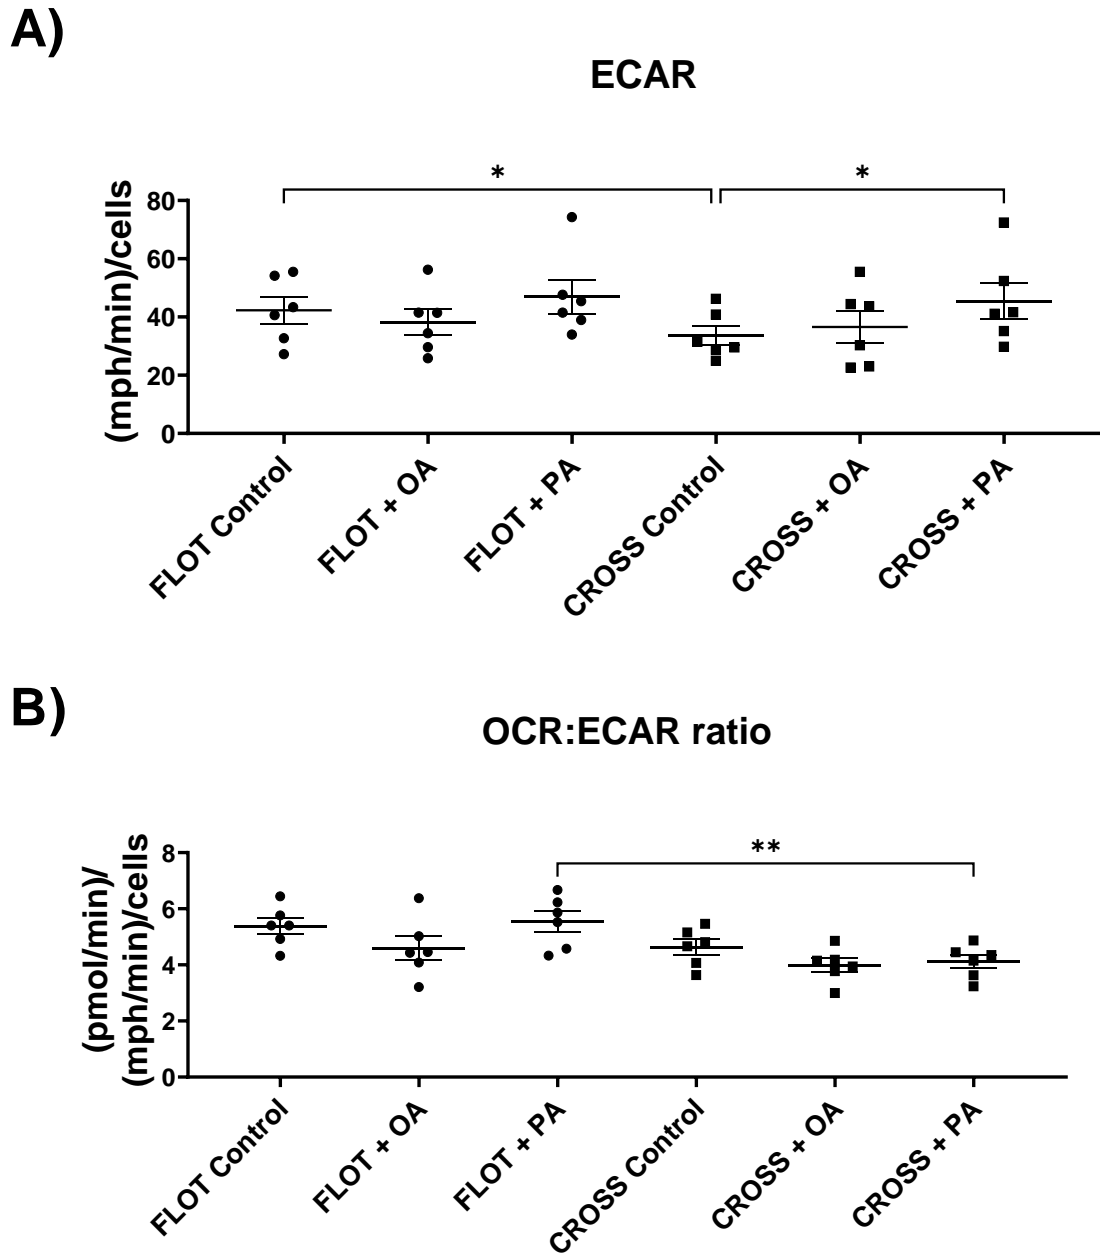 A)
ECAR
* *
(mph/min)/cells
80
60
40
20
0
FLOT Control
FLOT + OA
FLOT + PA
CROSS Control
CROSS + OA
CROSS + PA
B)
OCR:ECAR ratio
**
(pmol/min)/
(mph/min)/cells
8
6
4
2
0
FLOT Control
FLOT + OA
FLOT + PA
CROSS Control
CROSS + OA
CROSS + PA